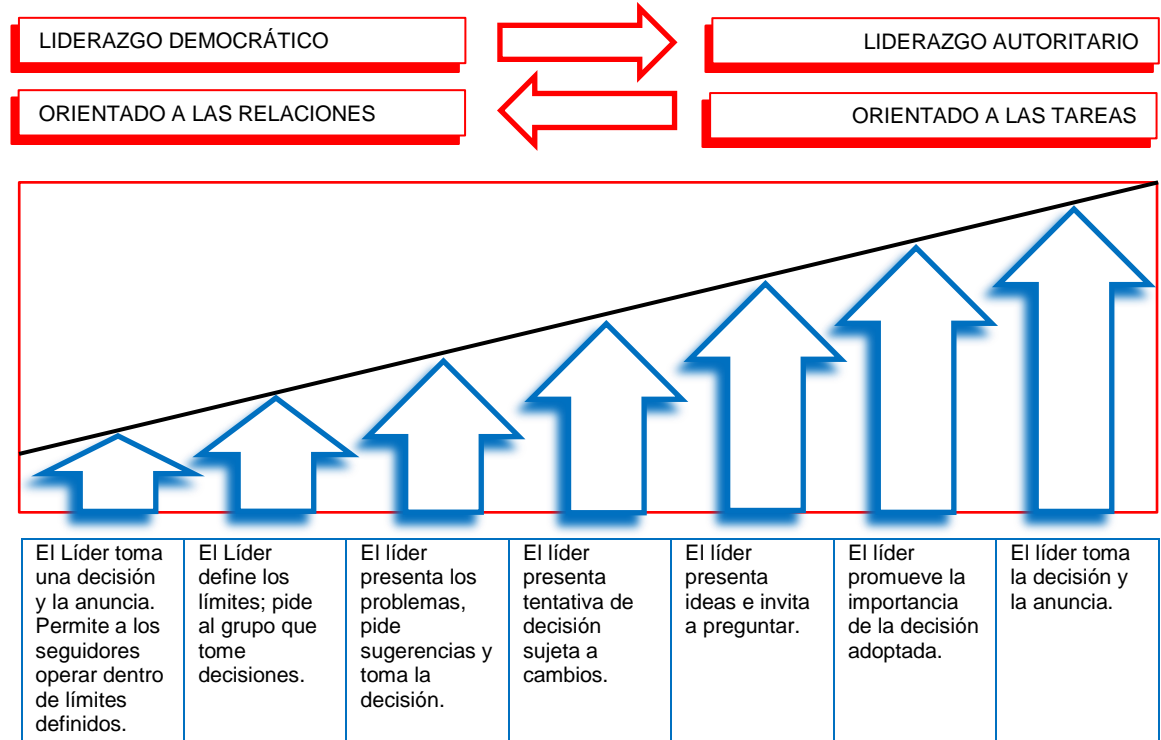 LIDERAZGO DEMOCRÁTICO
LIDERAZGO AUTORITARIO
ORIENTADO A LAS RELACIONES
ORIENTADO A LAS TAREAS
El Líder toma
una decisión
y la anuncia.
Permite a los
seguidores
operar dentro
de límites
definidos.
El Líder
define los
límites; pide
al grupo que
tome
decisiones.
El líder
presenta los
problemas,
pide
sugerencias y
toma la
decisión.
El líder
presenta
tentativa de
decisión
sujeta a
cambios.
El líder
presenta
ideas e invita
a preguntar.
El líder
promueve la
importancia
de la decisión
adoptada.
El líder toma
la decisión y
la anuncia.